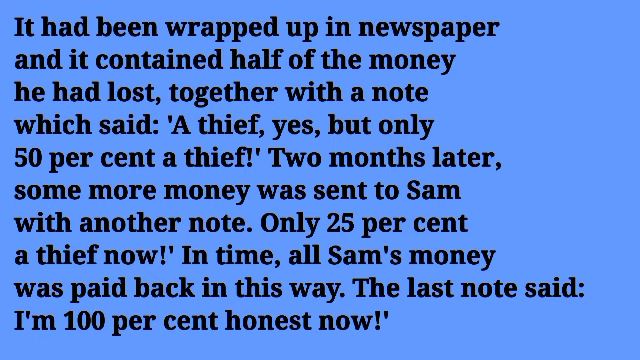 It had been wrapped up in newspaper
and it contained half of the money
he had lost, together with a note
which said: 'A thief, yes, but only
50 per cent a thief!' Two months later,
some more money was sent to Sam
with another note. Only 25 per cent
a thief now!' In time, all Sam's money
was paid back in this way. The last note said:
I'm 100 per cent honest now!'